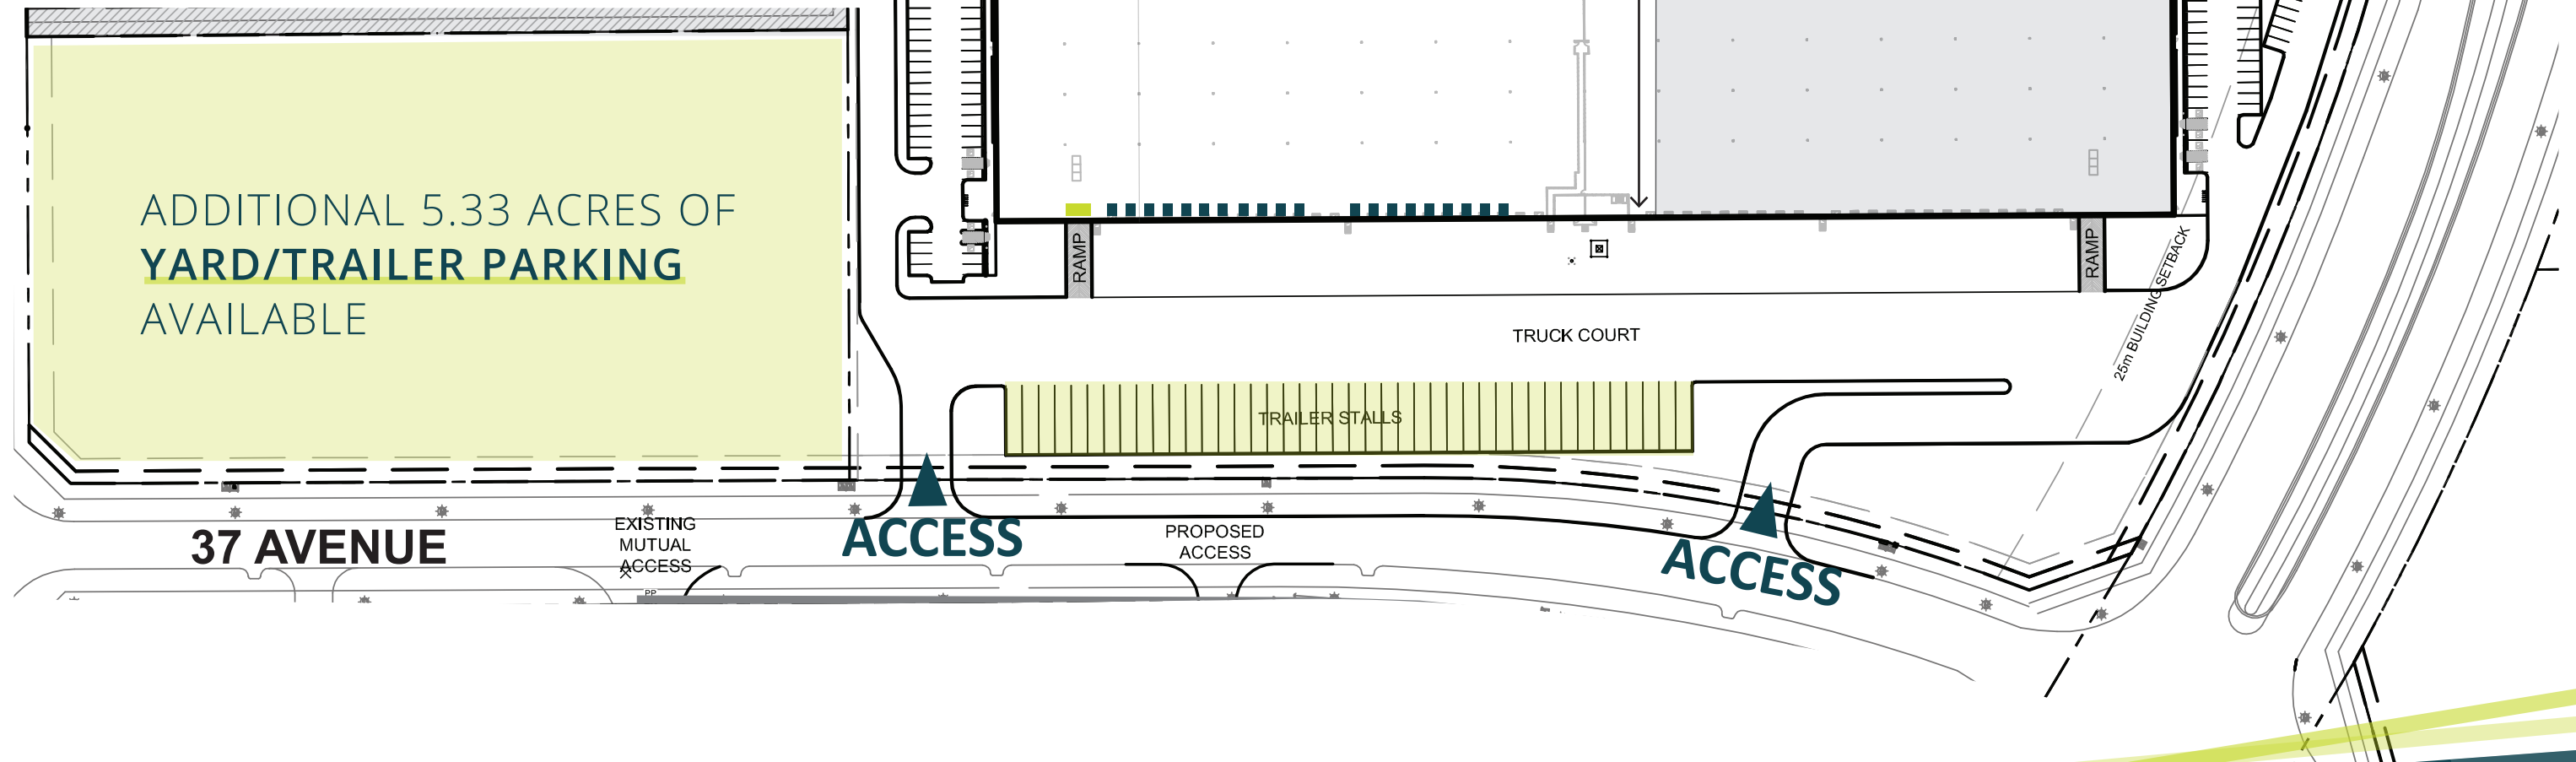 ADDITIONAL 5.33 ACRES OF
YARD/TRAILER PARKING
AVAILABLE
RAMP
RAMP
25m BUILDING SETBACK
TRUCK COURT
TRAILER STALLS
37 AVENUE
EXISTING
MUTUAL
ACCESS
ACCESS
PROPOSED
ACCESS
ACCESS
PP